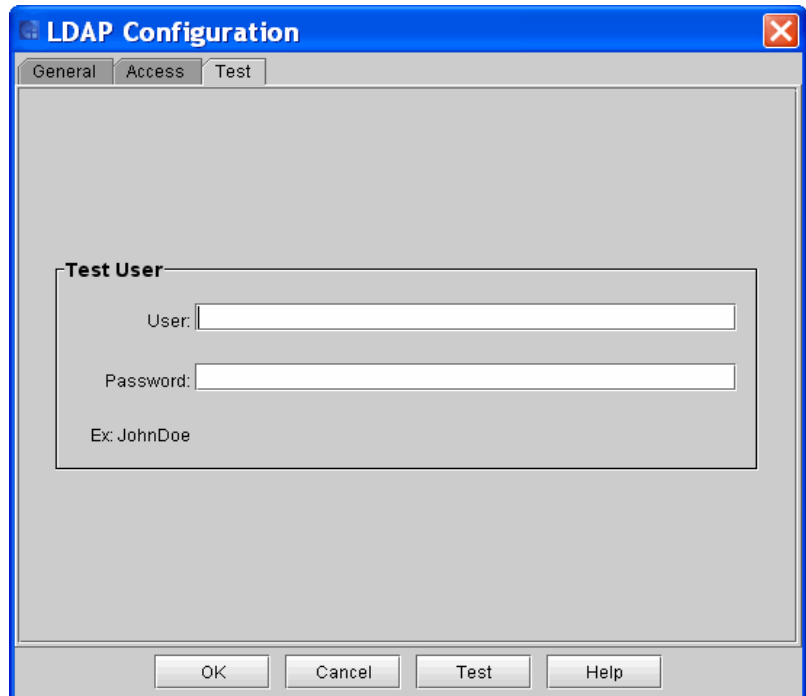 LDAP Configuration
General Access Test
Test User
User:
Password:
Ex: JohnDoe
OK Cancel Test Help